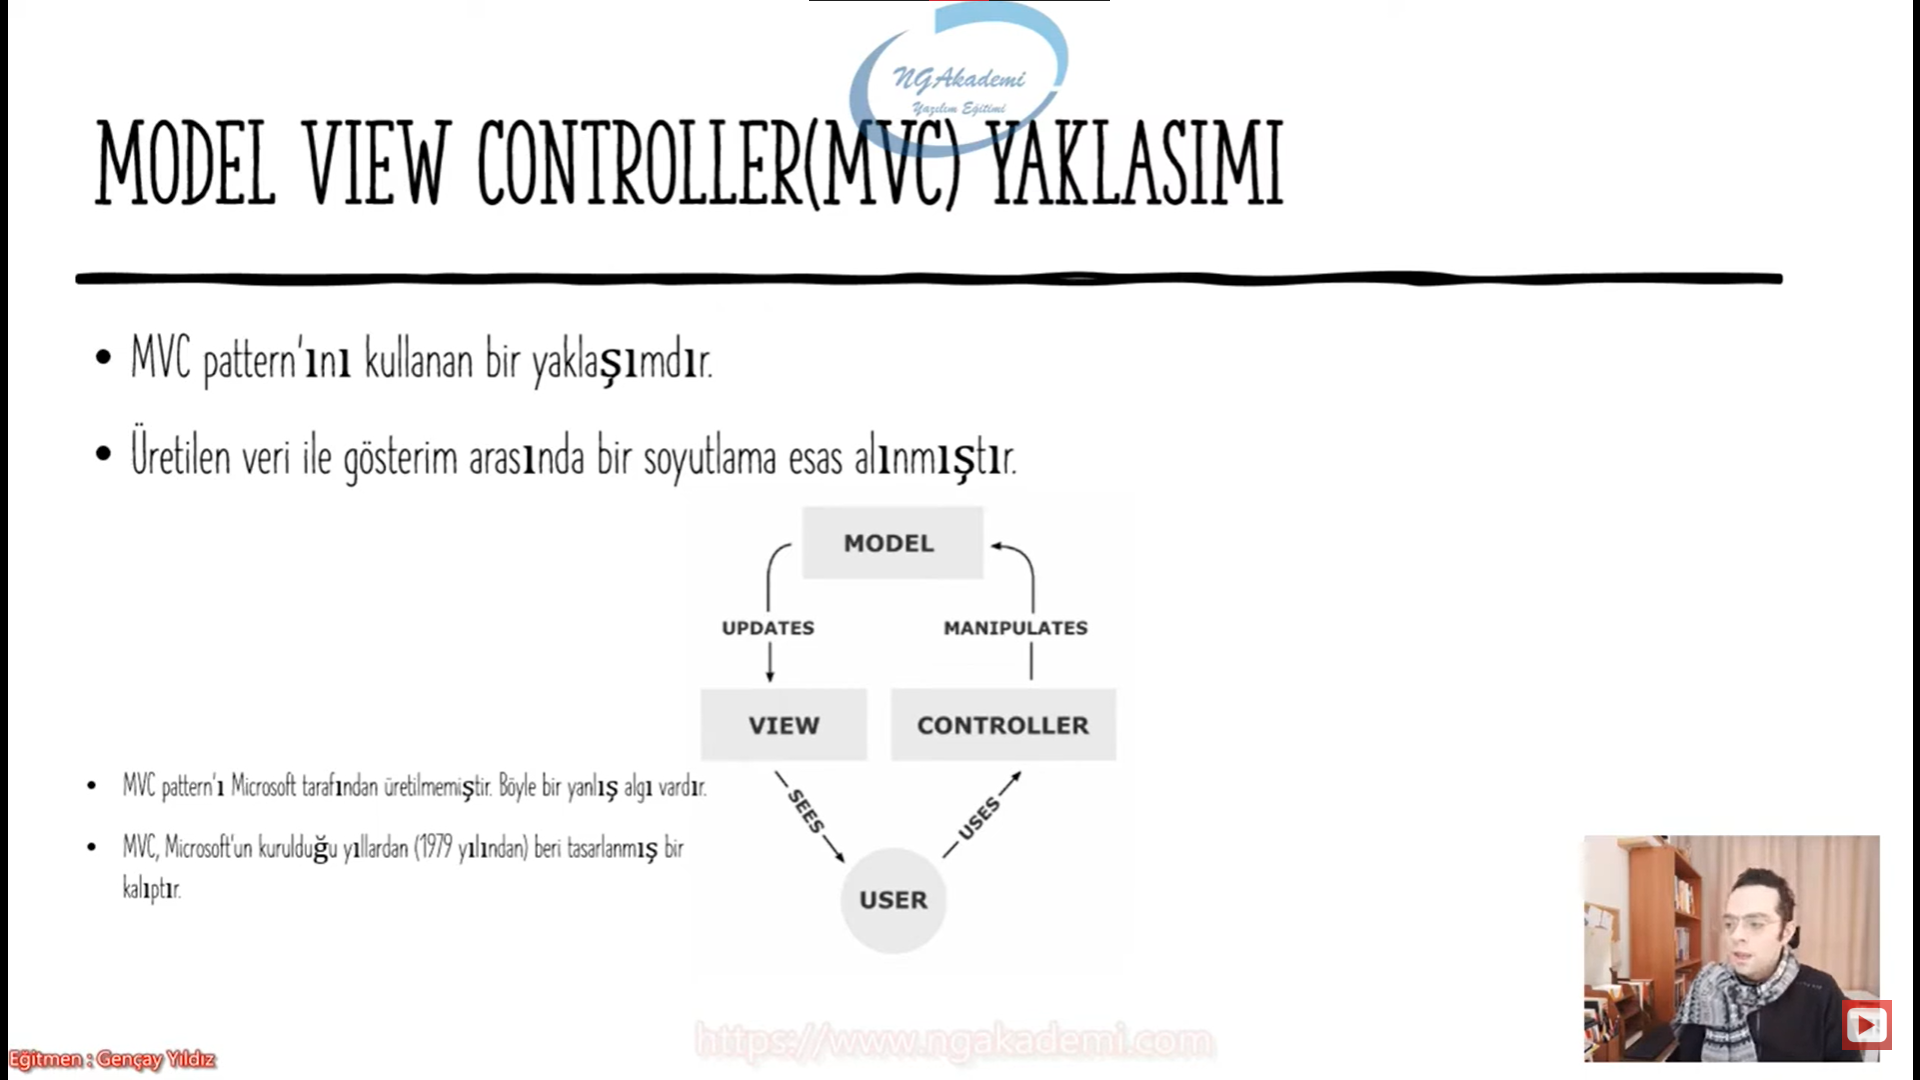 NGAkademi
Yazılım Eğitimi
MODEL VIEW CONTROLLER(MVC) YAKLASIMI
• MVC pattern'ını kullanan bir yaklaşımdır.
• Üretilen veri ile gösterim arasında bir soyutlama esas alınmıştır.
MODEL
UPDATES
MANIPULATES
VIEW
CONTROLLER
• MVC pattern'ı Microsoft tarafından üretilmemiştir. Böyle bir yanlış algı vardır.
SEES
USES
• MVC, Microsoft'un kurulduğu yıllardan (1979 yılından) beri tasarlanmış bir
kalıptır.
USER
https://www.ngakademi.com
Eğitmen : Gençay Yıldız